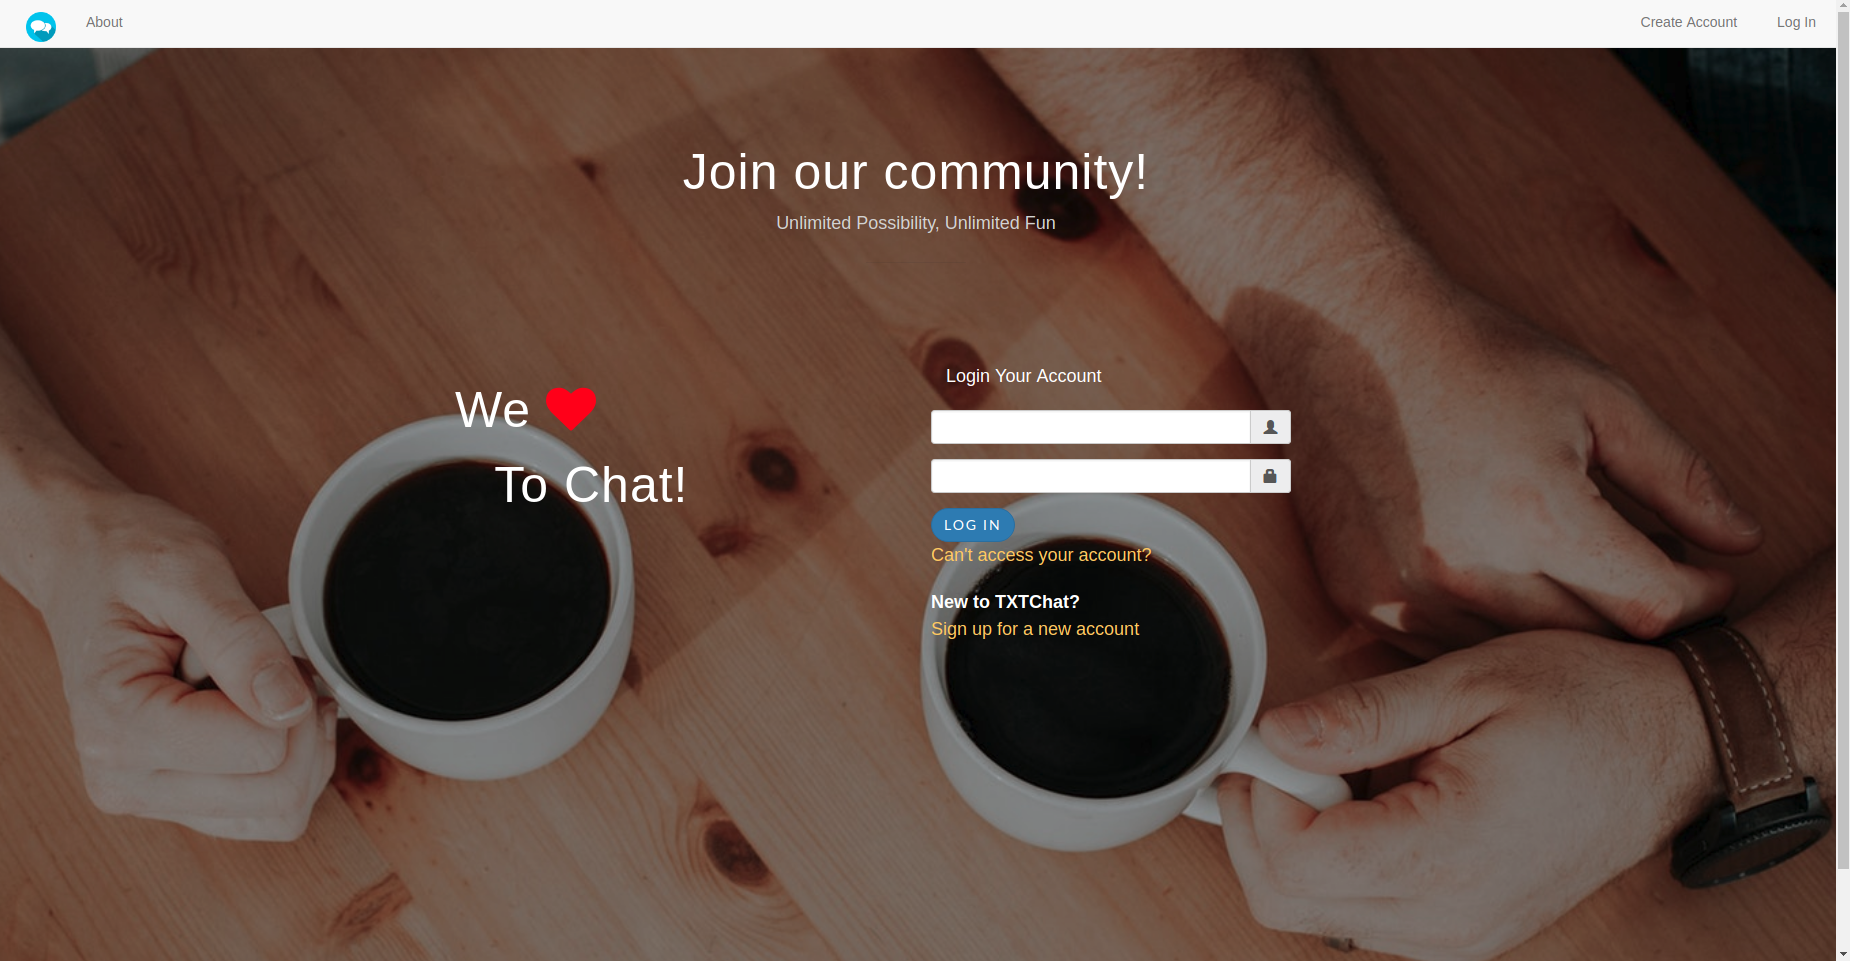 About
Create Account
Log In
Join our community!
Unlimited Possibility, Unlimited Fun
We
To Chat!
Login Your Account
LOG IN
Can't access your account?
New to TXTChat?
Sign up for a new account